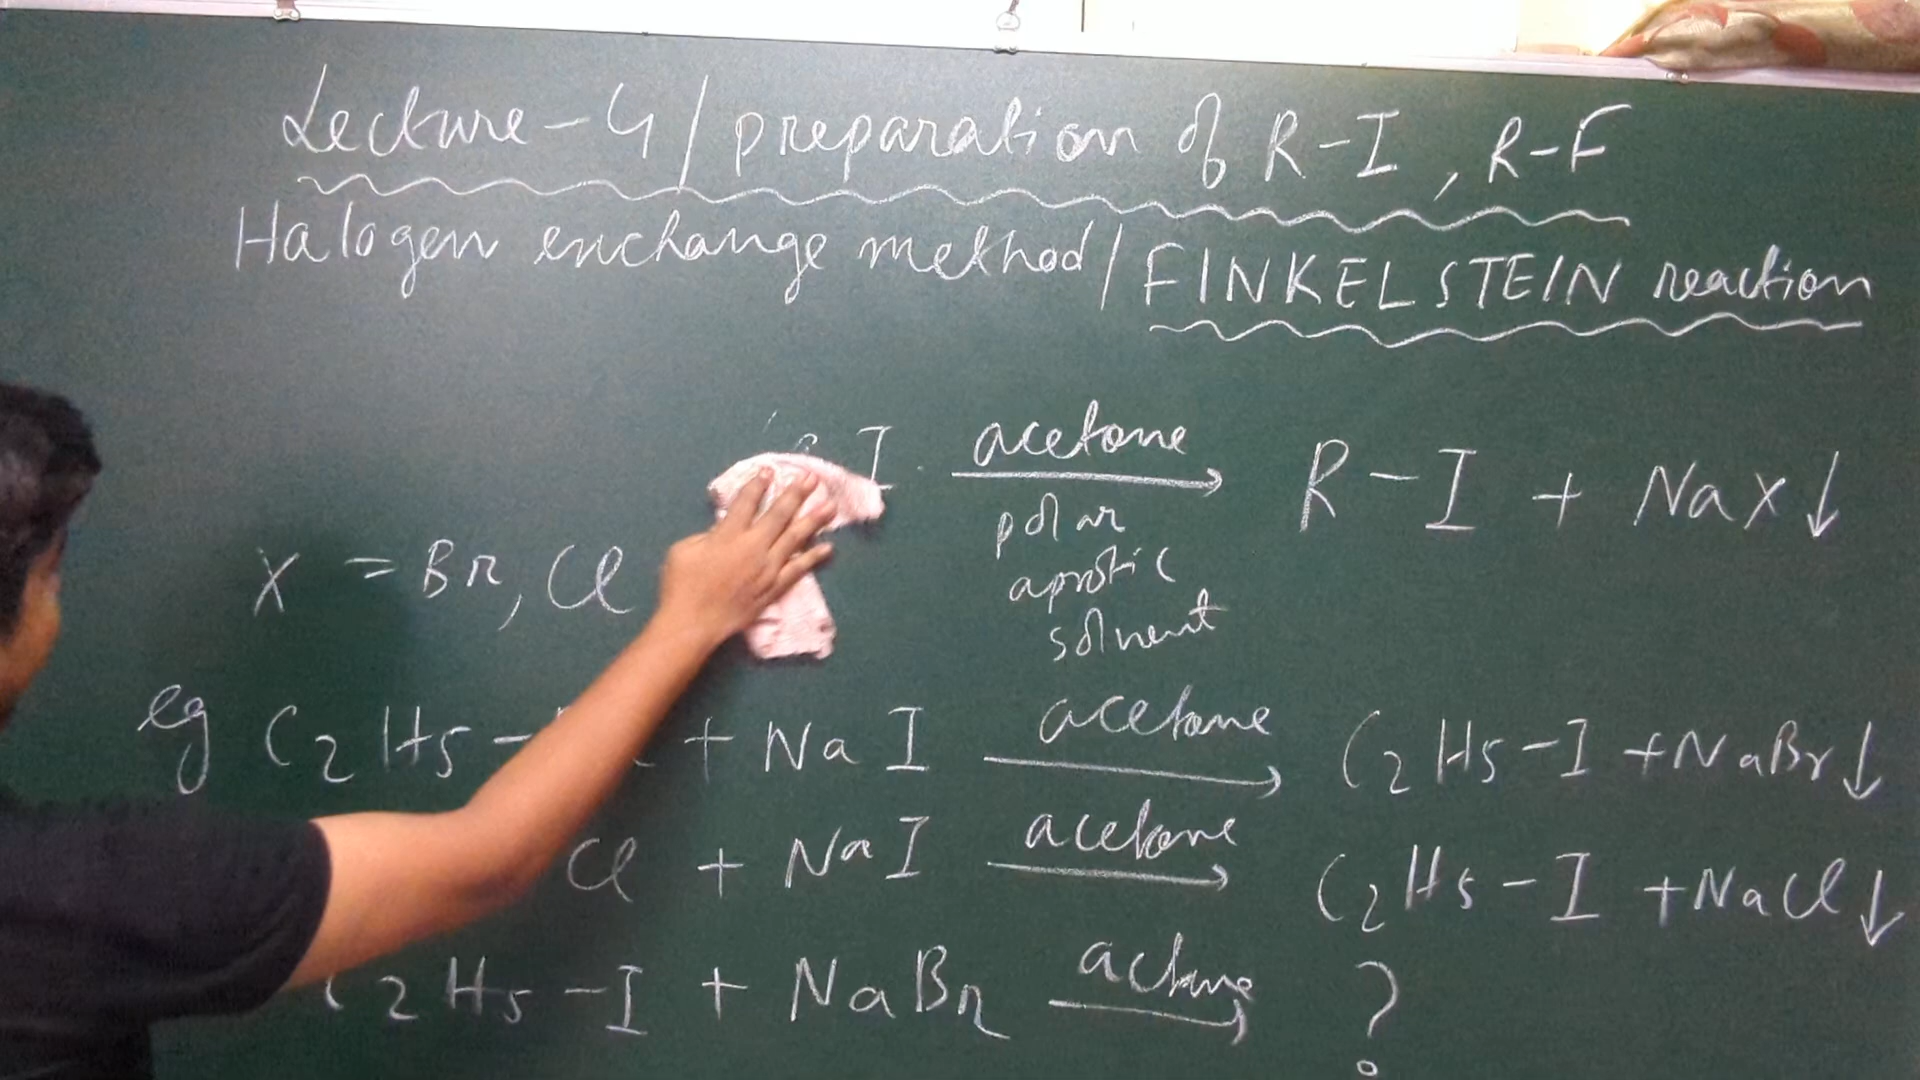 Lecture-4/preparation of R-I, R-F
Halogen exchange method/FINKELSTEIN reaction
I acetone → R-I + NaX↓
polar
aprotic
solvent
X = Br, Cl
eg C2H5- + NaI acetone → C2H5-I + NaBr↓
Cl + NaI acetone → C2H5-I + NaCl↓
C2H5-I + NaBr → ?